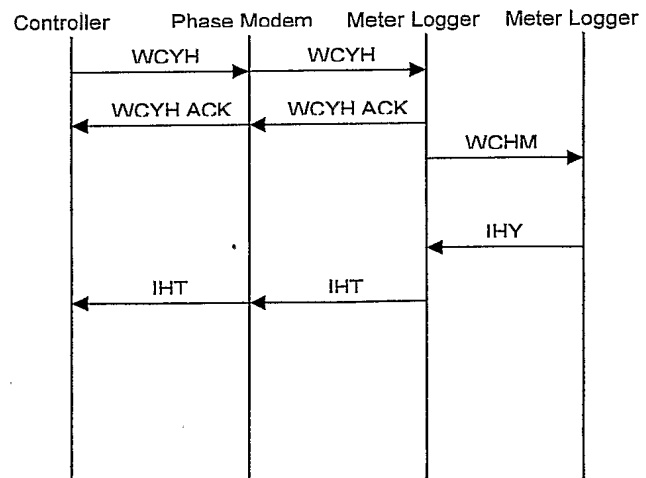 Controller Phase Modem Meter Logger Meter Logger
WCYH WCYH
WCYH ACK WCYH ACK
WCHM
IHY
IHT IHT